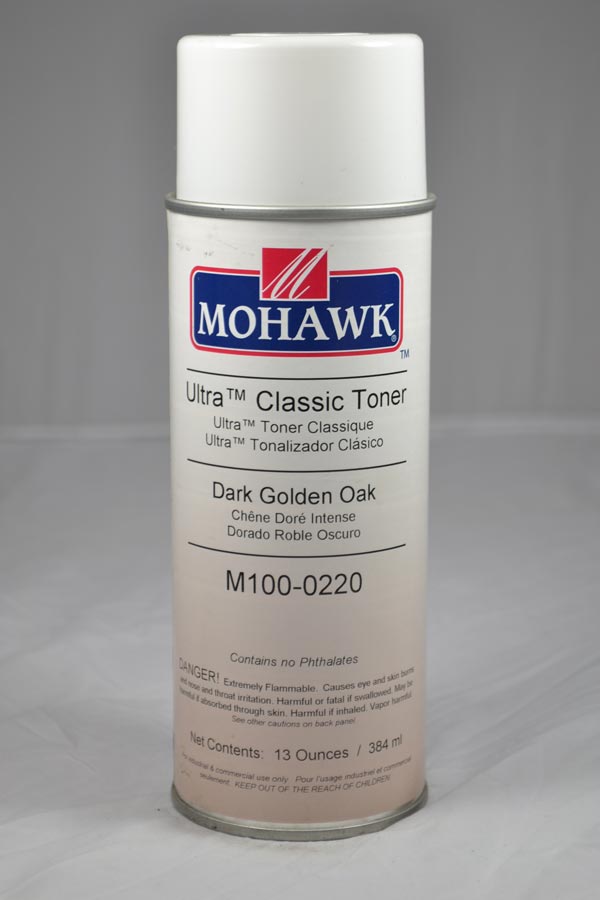 M
MOHAWK®
™
Ultra™ Classic Toner
Ultra™ Toner Classique
Ultra™ Tonalizador Clásico
Dark Golden Oak
Chêne Doré Intense
Dorado Roble Oscuro
M100-0220
Contains no Phthalates
DANGER! Extremely Flammable. Causes eye and skin burns
and nose and throat irritation. Harmful or fatal if swallowed. May be
harmful if absorbed through skin. Harmful if inhaled. Vapor harmful.
See other cautions on back panel.
Net Contents: 13 Ounces / 384 ml
For industrial & commercial use only. Pour l'usage industriel et commercial
seulement. KEEP OUT OF THE REACH OF CHILDREN.